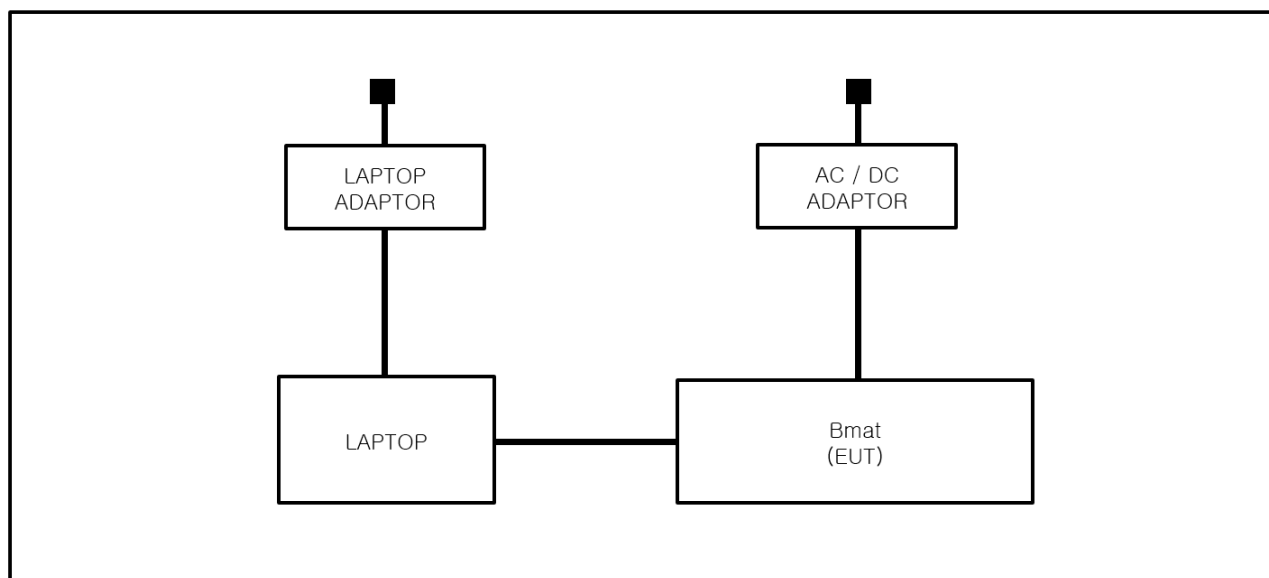 LAPTOP
ADAPTOR
AC / DC
ADAPTOR
LAPTOP
Bmat
(EUT)